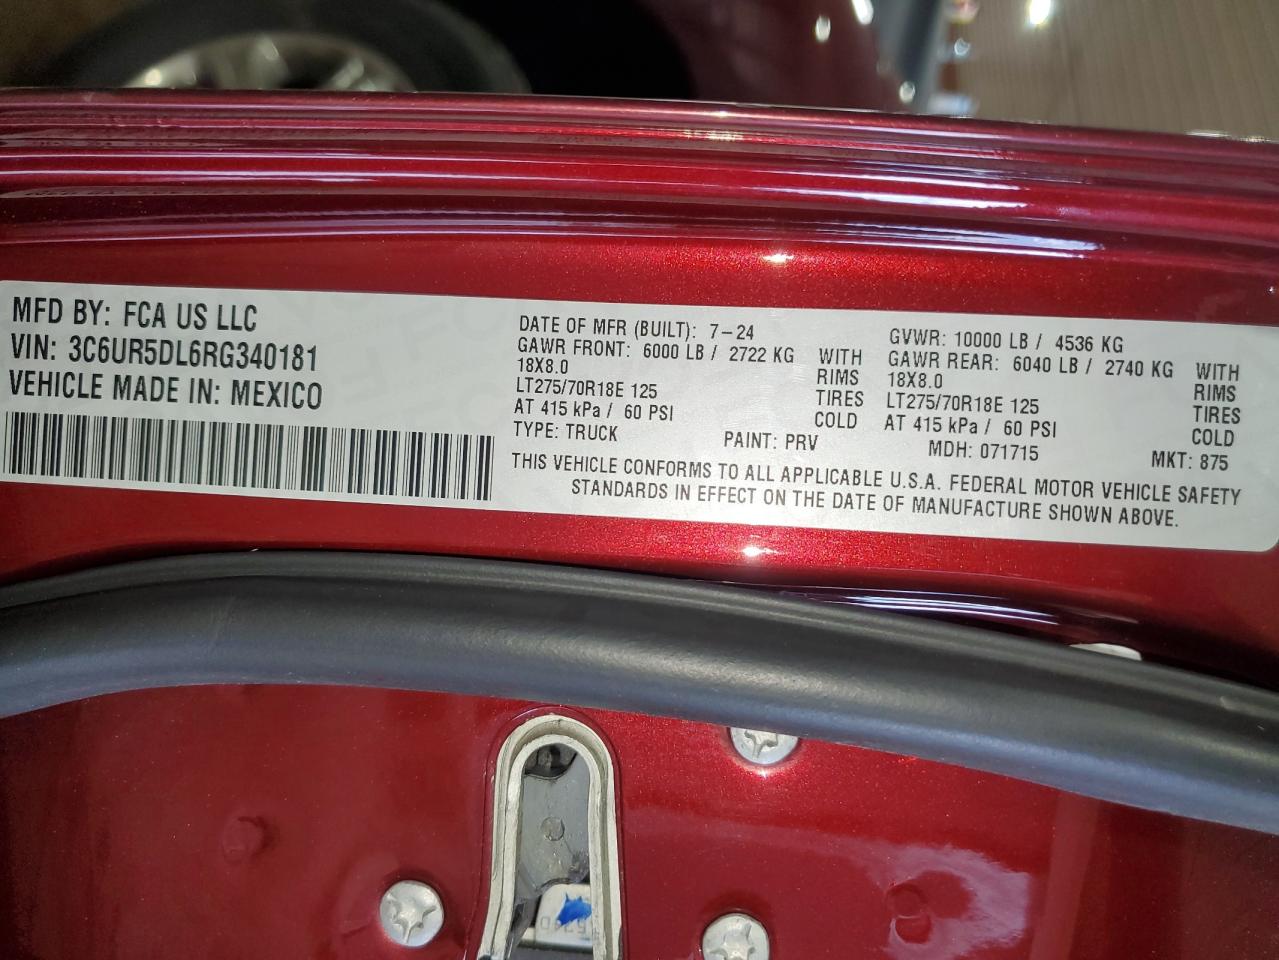 MFD BY: FCA US LLC
VIN: 3C6UR5DL6RG340181
VEHICLE MADE IN: MEXICO
DATE OF MFR (BUILT): 7-24
GAWR FRONT: 6000 LB / 2722 KG WITH
18X8.0 RIMS
LT275/70R18E 125 TIRES
AT 415 kPa / 60 PSI COLD
TYPE: TRUCK PAINT: PRV
GVWR: 10000 LB / 4536 KG
GAWR REAR: 6040 LB / 2740 KG WITH
18X8.0 RIMS
LT275/70R18E 125 TIRES
AT 415 kPa / 60 PSI COLD
MDH: 071715 MKT: 875
THIS VEHICLE CONFORMS TO ALL APPLICABLE U.S.A. FEDERAL MOTOR VEHICLE SAFETY
STANDARDS IN EFFECT ON THE DATE OF MANUFACTURE SHOWN ABOVE.